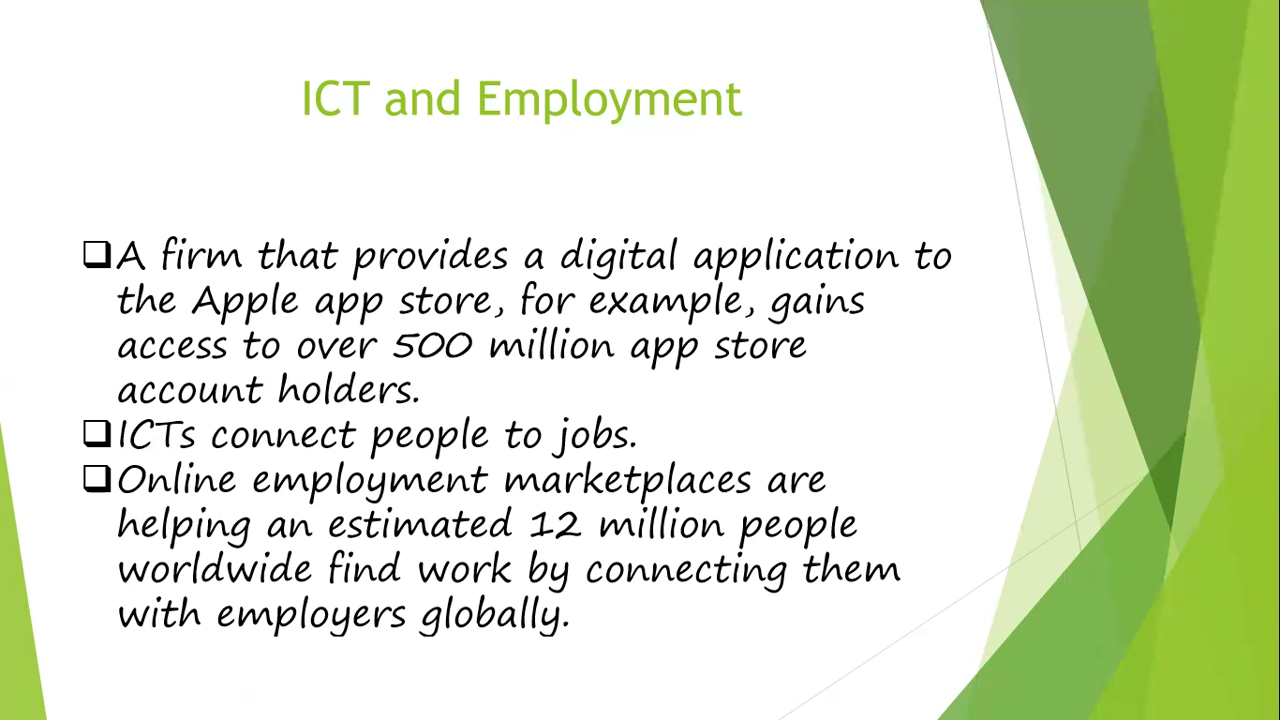 ICT and Employment
❑A firm that provides a digital application to
the Apple app store, for example, gains
access to over 500 million app store
account holders.
❑ICTs connect people to jobs.
❑Online employment marketplaces are
helping an estimated 12 million people
worldwide find work by connecting them
with employers globally.